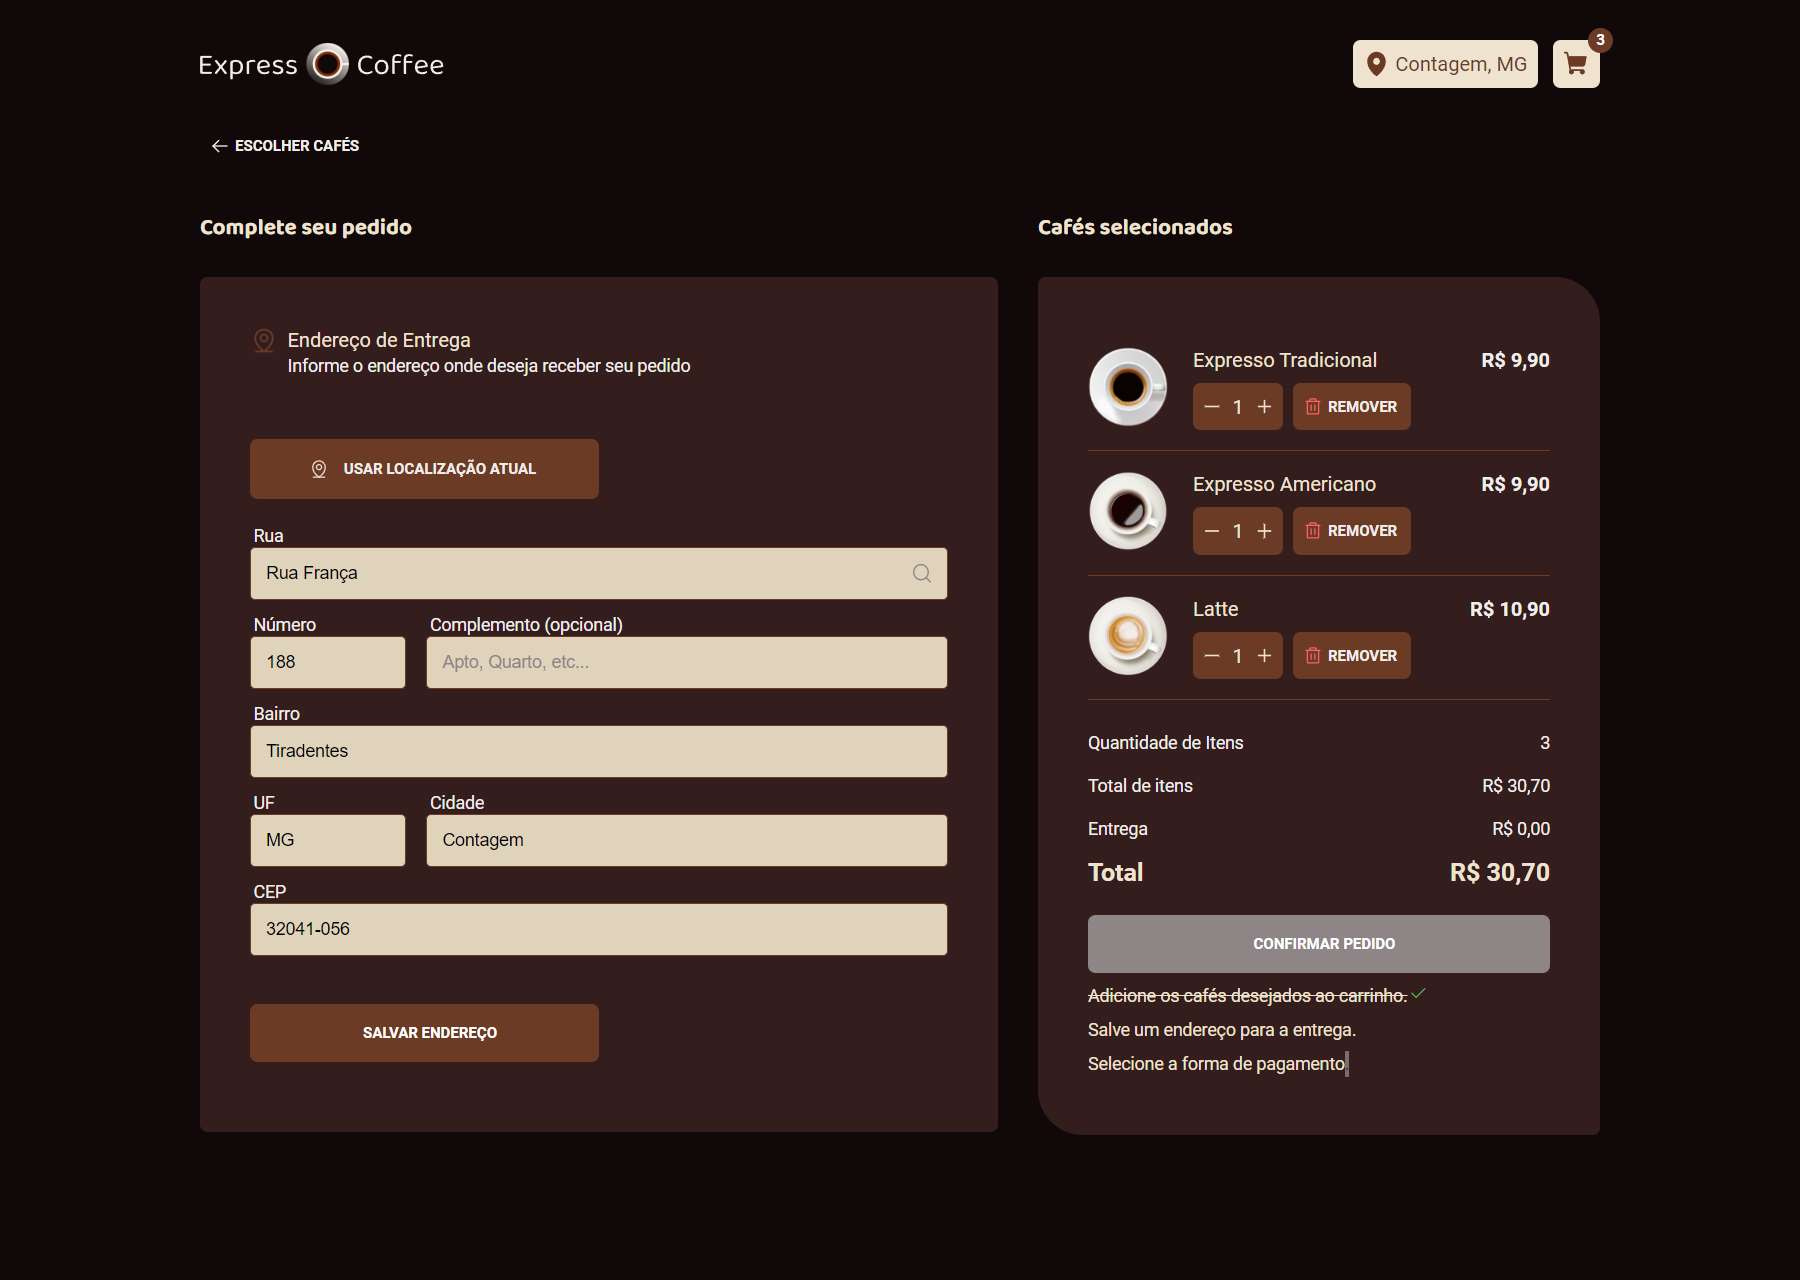 Express Coffee
Contagem, MG
3
ESCOLHER CAFÉS
Complete seu pedido
Endereço de Entrega
Informe o endereço onde deseja receber seu pedido
USAR LOCALIZAÇÃO ATUAL
Rua
Rua França
Número
Complemento (opcional)
188
Apto, Quarto, etc...
Bairro
Tiradentes
UF
Cidade
MG
Contagem
CEP
32041-056
SALVAR ENDEREÇO
Cafés selecionados
Expresso Tradicional
R$ 9,90
1
REMOVER
Expresso Americano
R$ 9,90
1
REMOVER
Latte
R$ 10,90
1
REMOVER
Quantidade de Itens 3
Total de itens R$ 30,70
Entrega R$ 0,00
Total R$ 30,70
CONFIRMAR PEDIDO
Adicione os cafés desejados ao carrinho.
Salve um endereço para a entrega.
Selecione a forma de pagamento